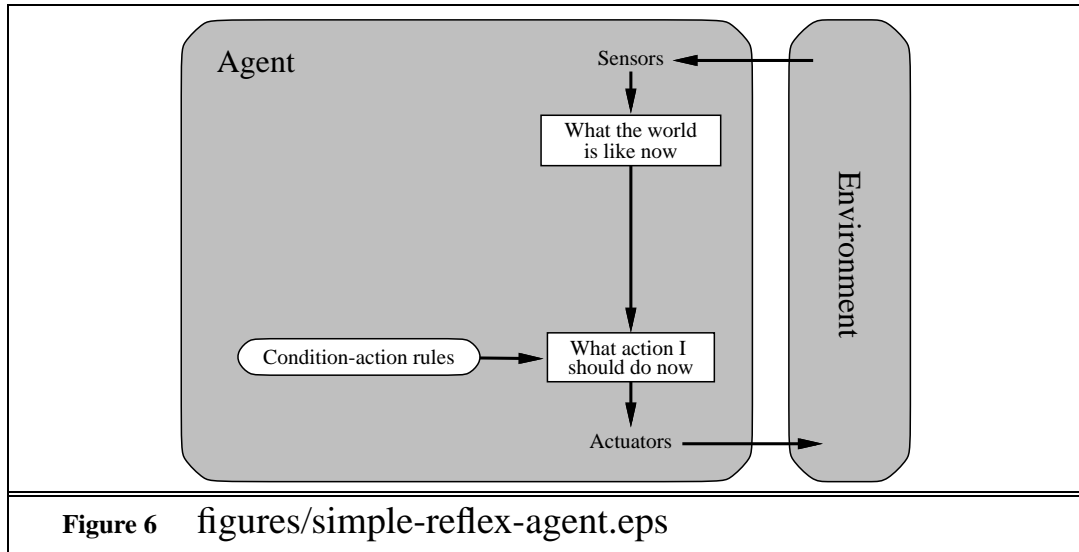 Agent
Sensors
What the world
is like now
Environment
Condition-action rules
What action I
should do now
Actuators
Figure 6 figures/simple-reflex-agent.eps